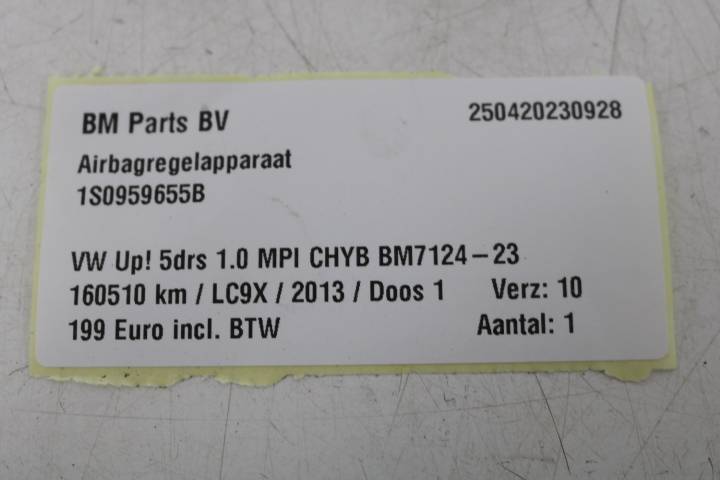 BM Parts BV 250420230928
Airbagregelapparaat
1S0959655B
VW Up! 5drs 1.0 MPI CHYB BM7124-23
160510 km / LC9X / 2013 / Doos 1 Verz: 10
199 Euro incl. BTW Aantal: 1